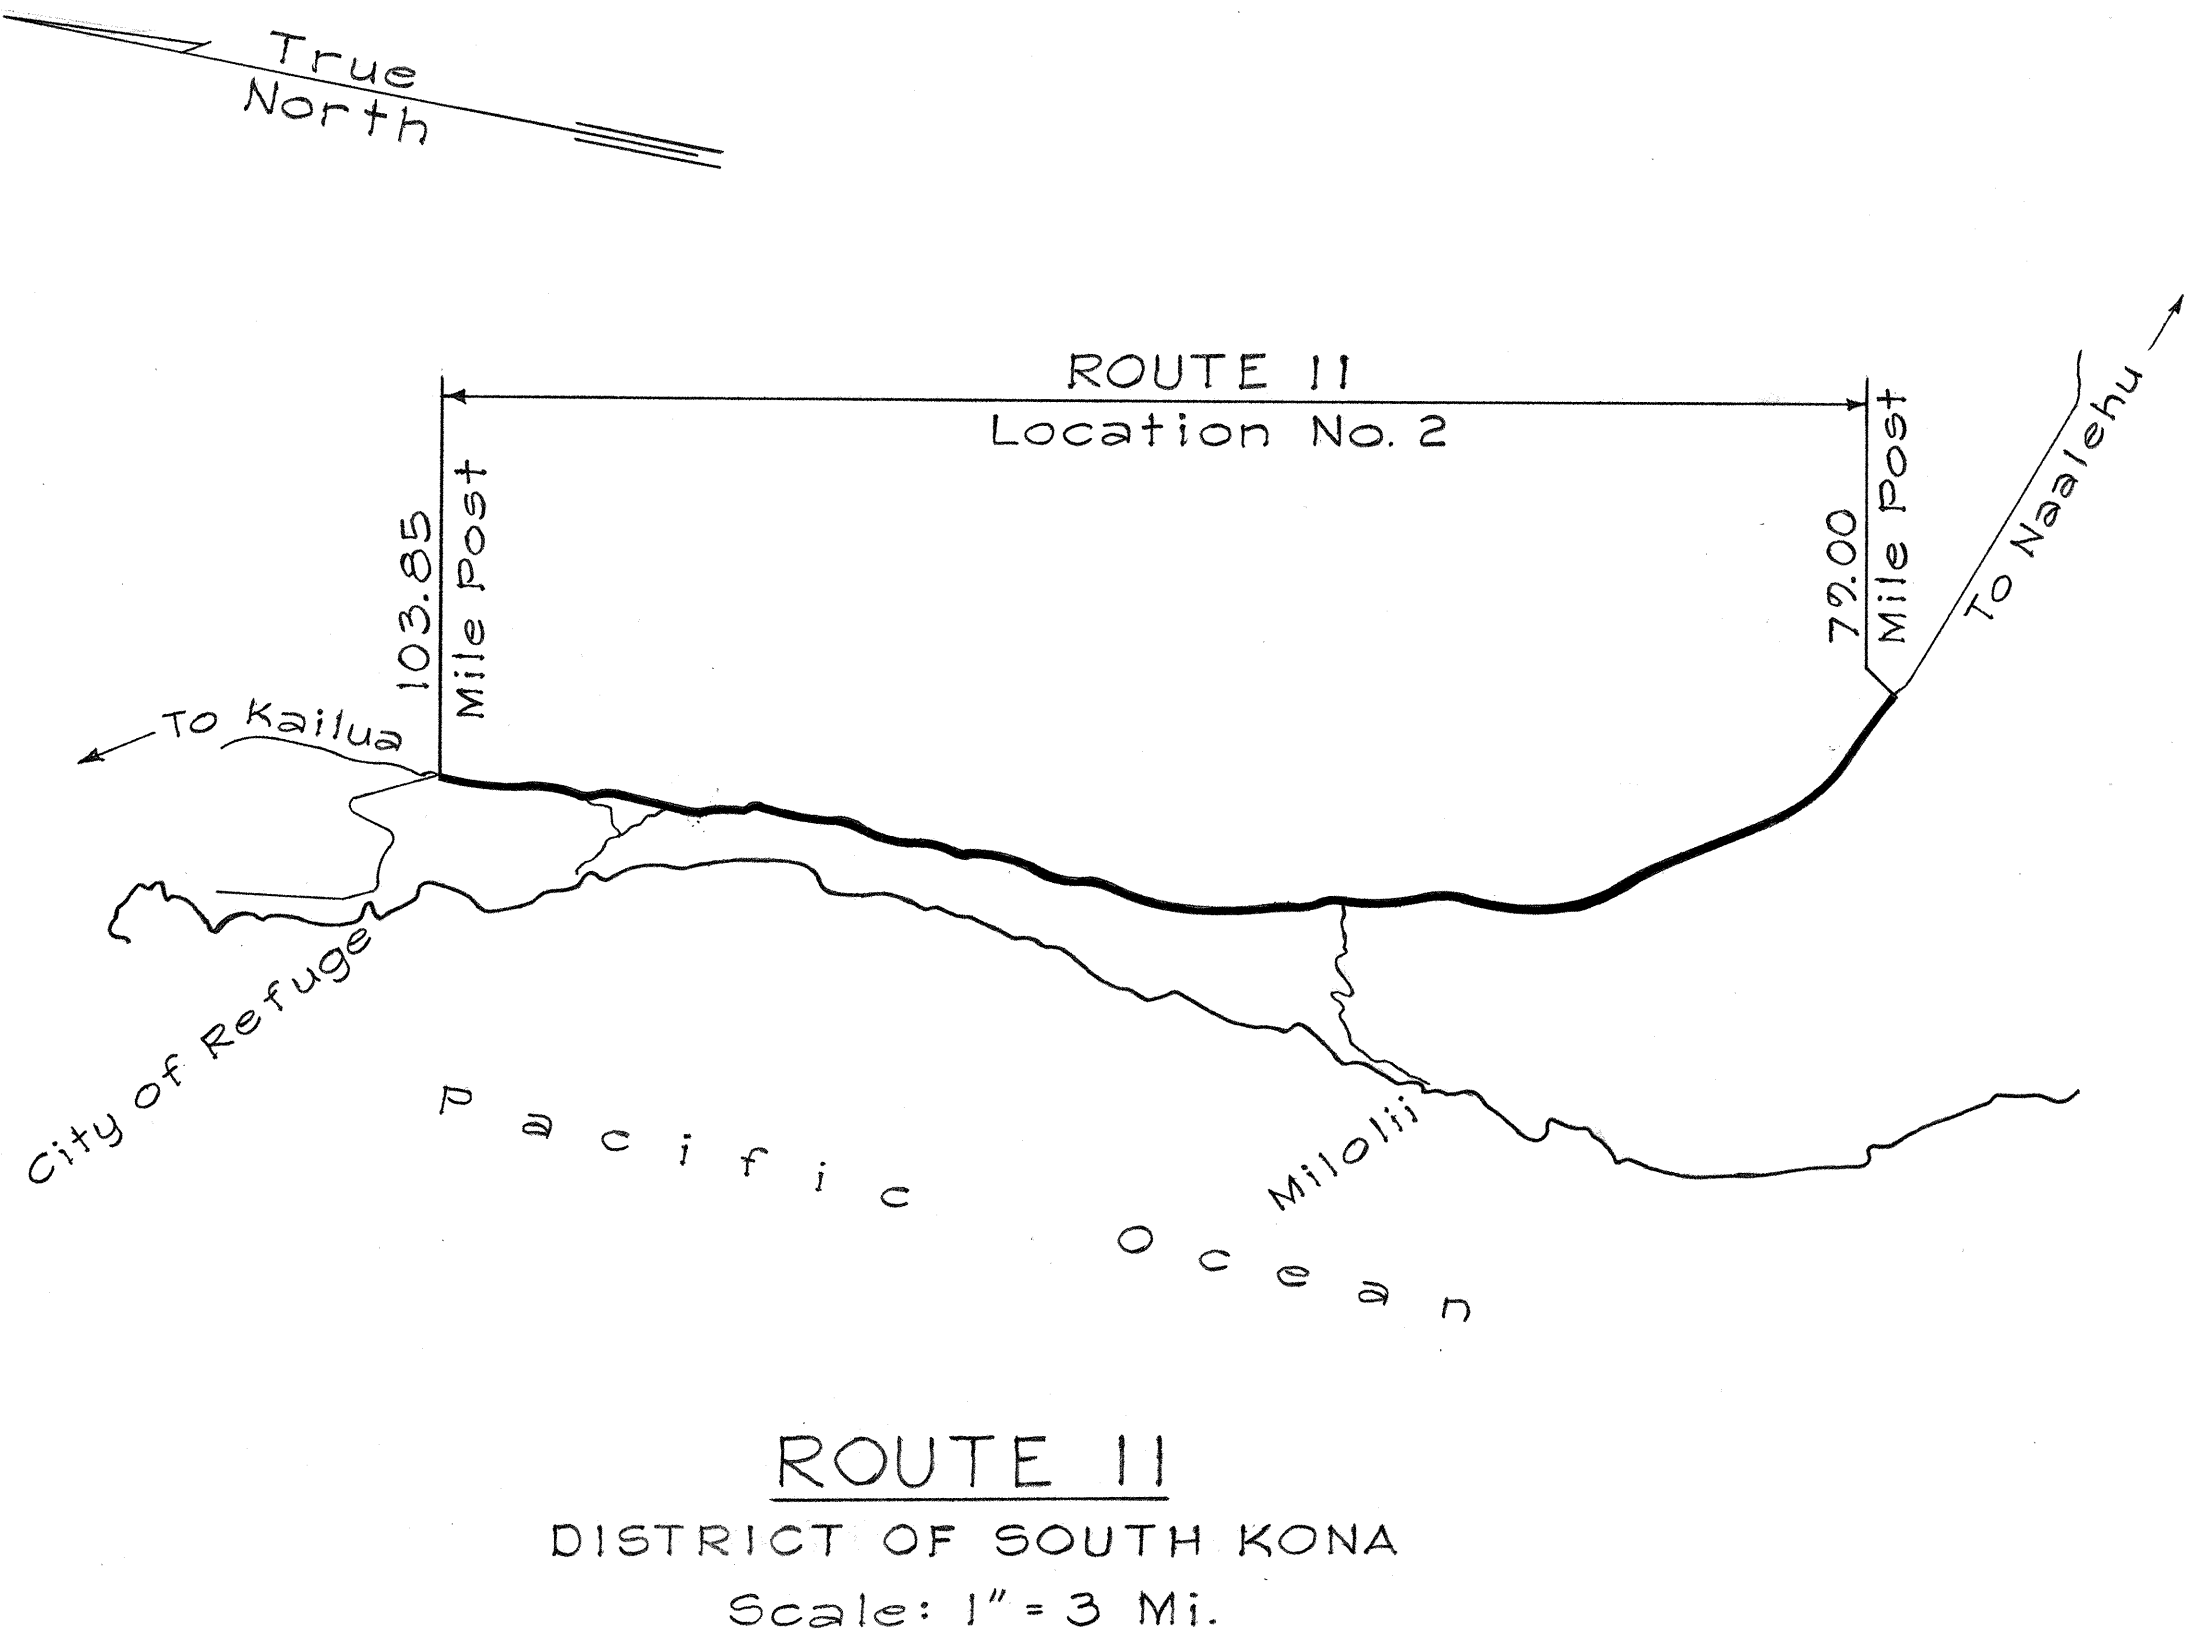 True
North
ROUTE 11
Location No. 2
103.85
Mile Post
79.00
Mile Post
To Naalehu
To Kailua
City of Refuge
Milolii
Pacific Ocean
ROUTE 11
DISTRICT OF SOUTH KONA
Scale: 1" = 3 Mi.